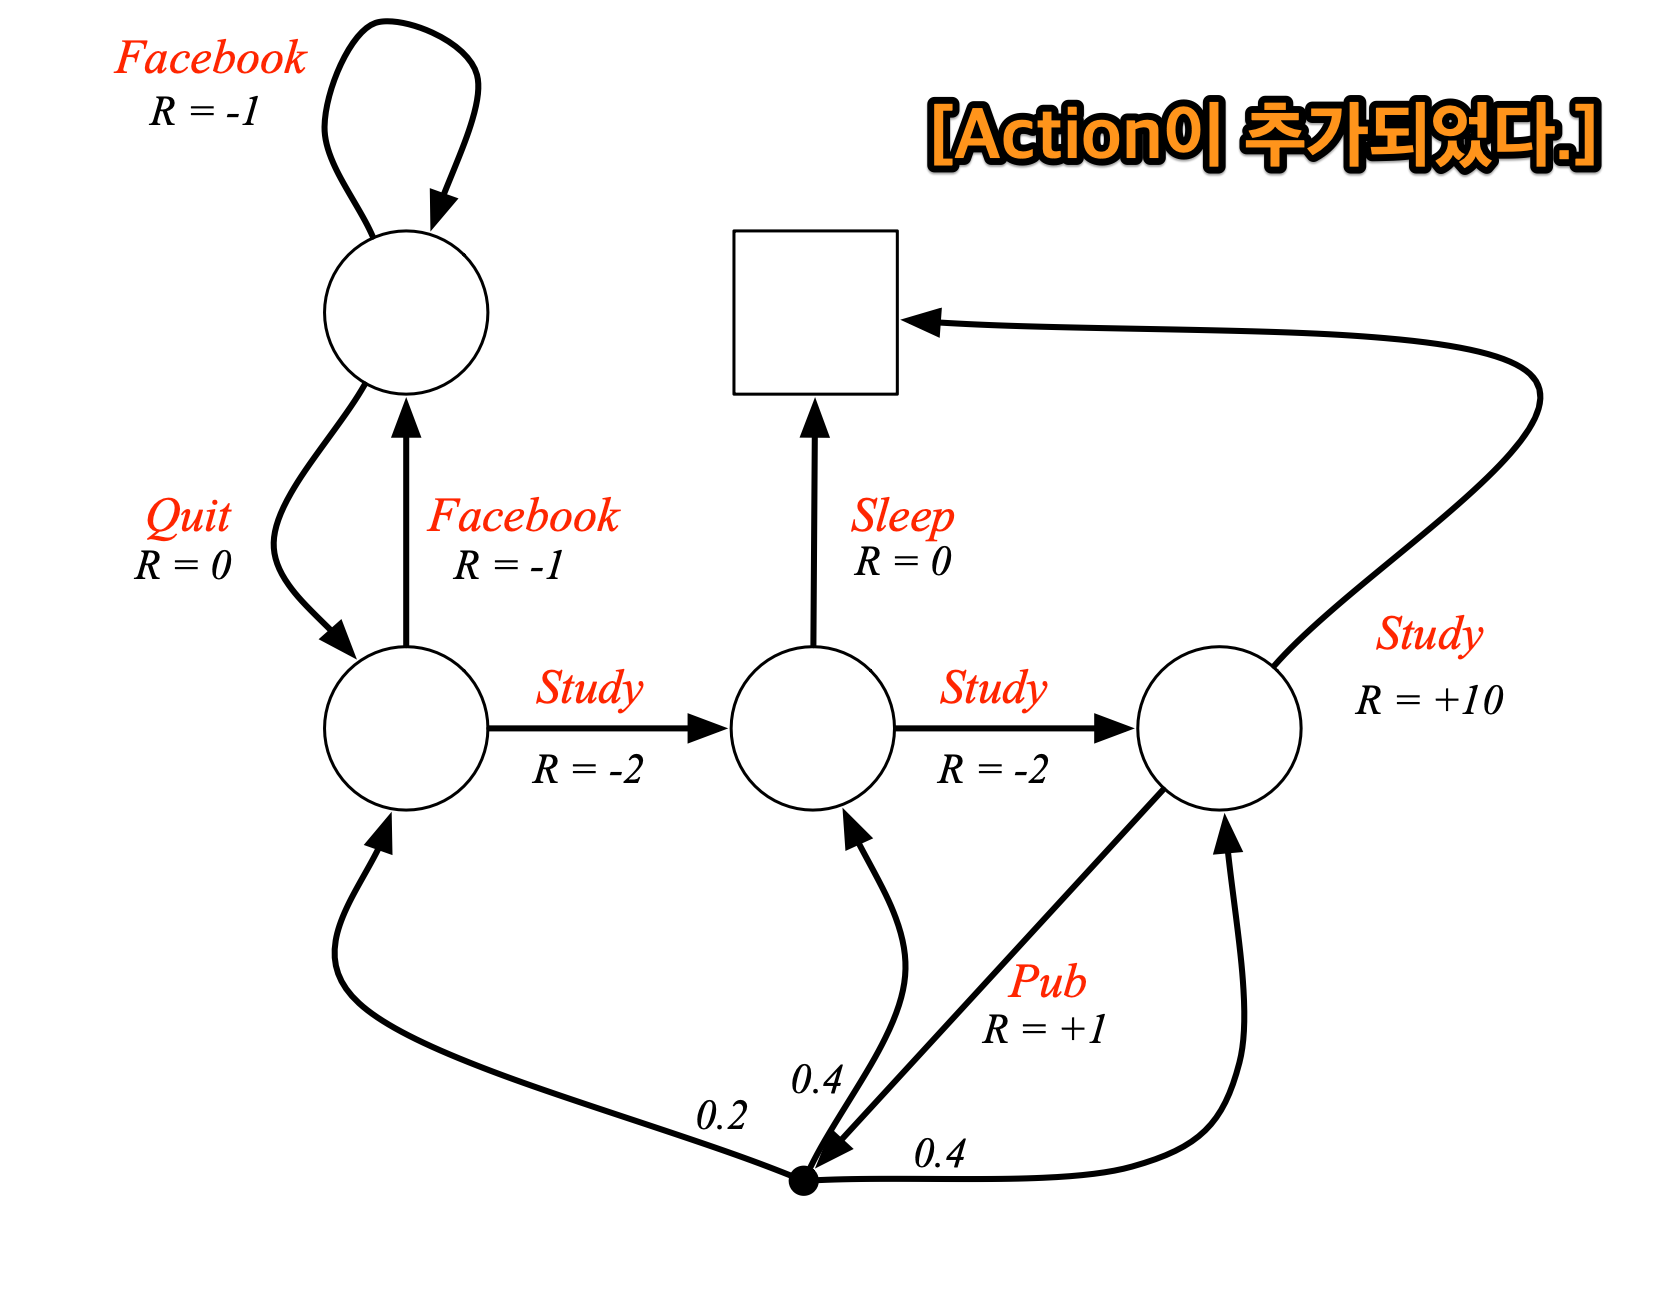 Facebook
R = -1
[Action이 추가되었다.]
Quit
R = 0
Facebook
R = -1
Sleep
R = 0
Study
R = -2
Study
R = -2
Study
R = +10
Pub
R = +1
0.2
0.4
0.4